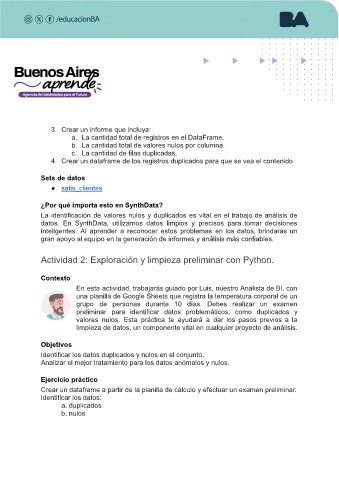 /educacionBA
BA
Buenos Aires
aprende
Agencia de Habilidades para el Futuro
3. Crear un informe que incluya:
a. La cantidad total de registros en el DataFrame.
b. La cantidad total de valores nulos por columna.
c. La cantidad de filas duplicadas.
4. Crear un dataframe de los registros duplicados para que se vea el contenido.
Sets de datos
● satis_clientes
¿Por qué importa esto en SynthData?
La identificación de valores nulos y duplicados es vital en el trabajo de análisis de
datos. En SynthData, utilizamos datos limpios y precisos para tomar decisiones
inteligentes. Al aprender a reconocer estos problemas en los datos, brindarás un
gran apoyo al equipo en la generación de informes y análisis más confiables.
Actividad 2: Exploración y limpieza preliminar con Python.
Contexto
En esta actividad, trabajarás guiado por Luis, nuestro Analista de BI, con
una planilla de Google Sheets que registra la temperatura corporal de un
grupo de personas durante 10 días. Debes realizar un examen
preliminar para identificar datos problemáticos, como duplicados y
valores nulos. Esta práctica te ayudará a dar los pasos previos a la
limpieza de datos, un componente vital en cualquier proyecto de análisis.
Objetivos
Identificar los datos duplicados y nulos en el conjunto.
Analizar el mejor tratamiento para los datos anómalos y nulos.
Ejercicio práctico
Crear un dataframe a partir de la planilla de cálculo y efectuar un examen preliminar.
Identificar los datos:
a. duplicados
b. nulos